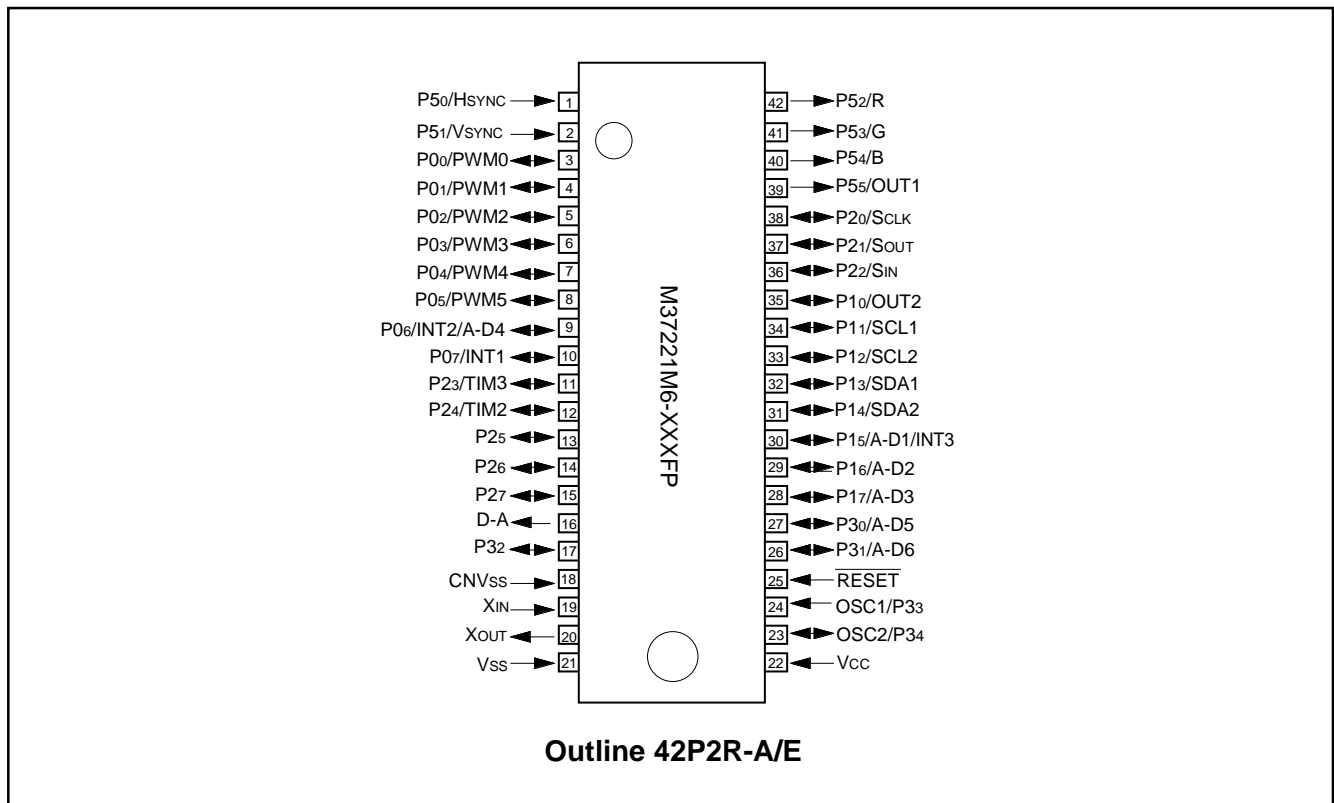 P50/HSYNC 1
P51/VSYNC 2
P00/PWM0 3
P01/PWM1 4
P02/PWM2 5
P03/PWM3 6
P04/PWM4 7
P05/PWM5 8
P06/INT2/A-D4 9
P07/INT1 10
P23/TIM3 11
P24/TIM2 12
P25 13
P26 14
P27 15
D-A 16
P32 17
CNVSS 18
XIN 19
XOUT 20
VSS 21
M37221M6-XXXFP
42 P52/R
41 P53/G
40 P54/B
39 P55/OUT1
38 P20/SCLK
37 P21/SOUT
36 P22/SIN
35 P10/OUT2
34 P11/SCL1
33 P12/SCL2
32 P13/SDA1
31 P14/SDA2
30 P15/A-D1/INT3
29 P16/A-D2
28 P17/A-D3
27 P30/A-D5
26 P31/A-D6
25 RESET
24 OSC1/P33
23 OSC2/P34
22 VCC
Outline 42P2R-A/E